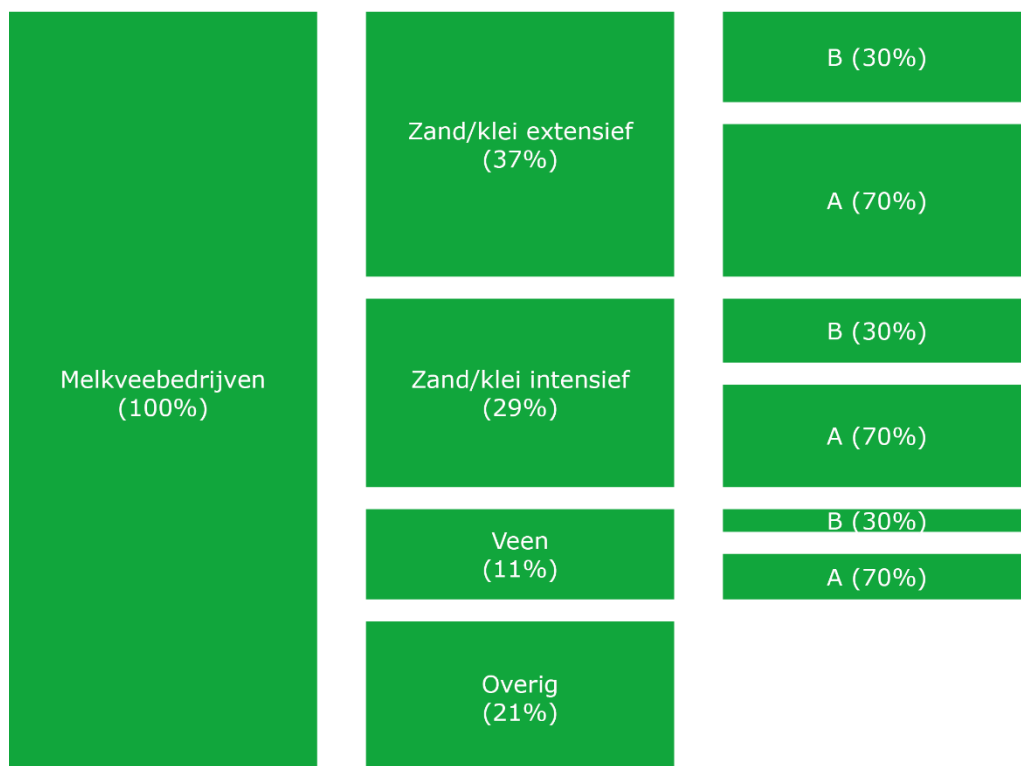 Melkveebedrijven
(100%)
Zand/klei extensief
(37%)
Zand/klei intensief
(29%)
Veen
(11%)
Overig
(21%)
B (30%)
A (70%)
B (30%)
A (70%)
B (30%)
A (70%)